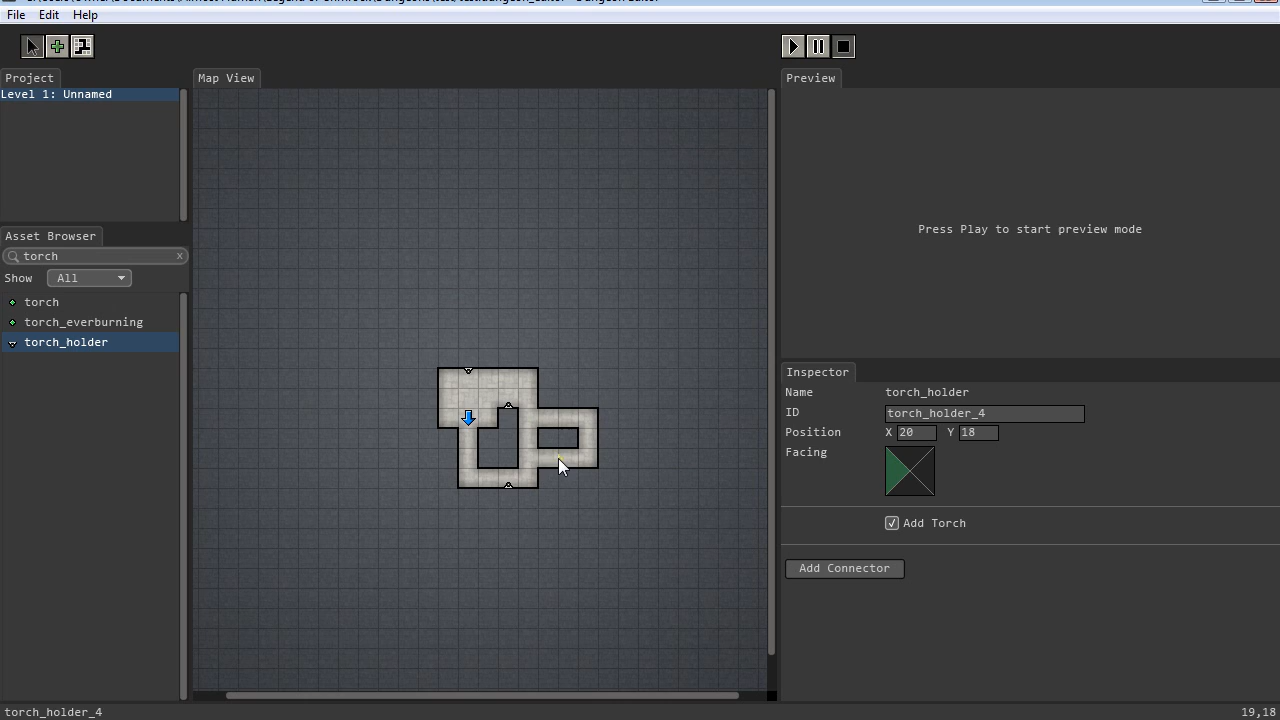 File Edit Help
Project
Map View
Preview
Level 1: Unnamed
Press Play to start preview mode
Asset Browser
torch x
Show All
torch
torch_everburning
torch_holder
Inspector
Name torch_holder
ID torch_holder_4
Position X 20 Y 18
Facing
Add Torch
Add Connector
torch_holder_4
19,18